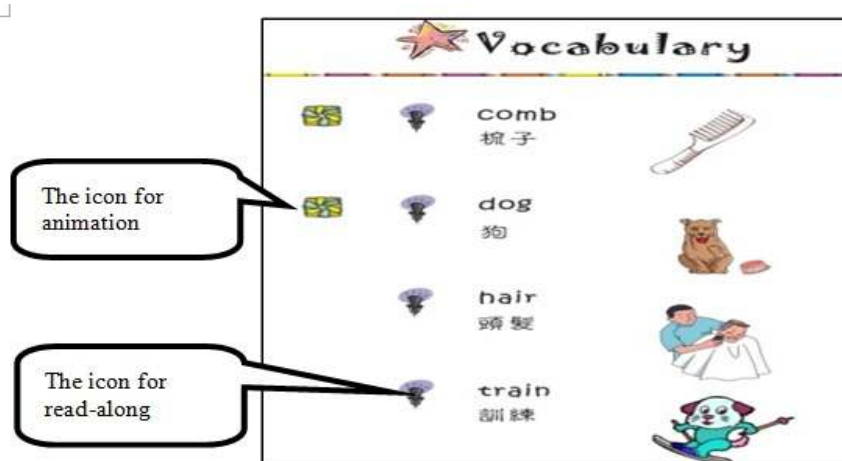 Vocabulary
comb
梳子
The icon for
animation
dog
狗
hair
頭髮
The icon for
read-along
train
訓練